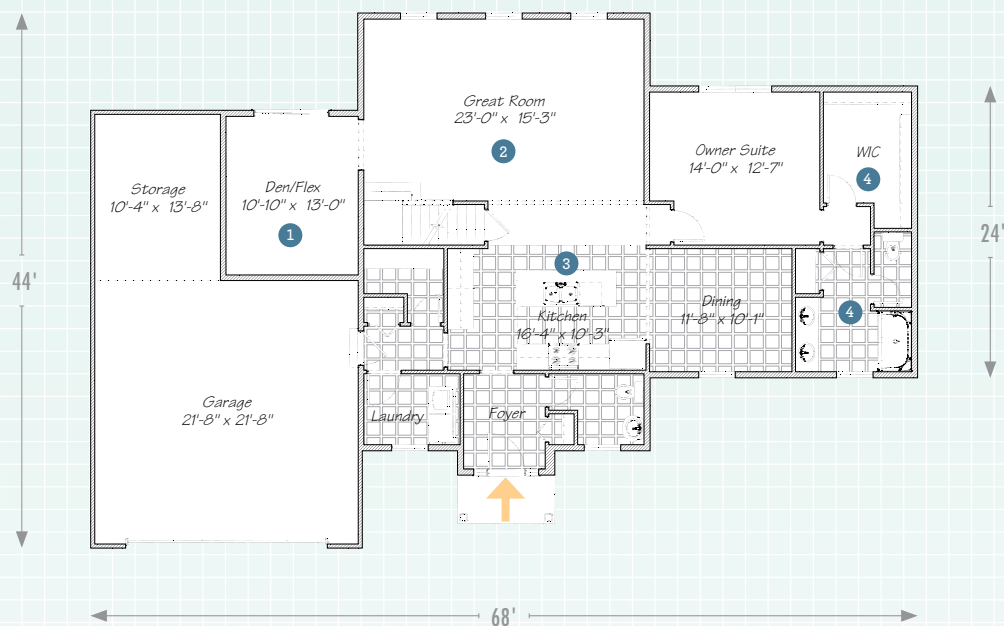 Great Room
23'-0" x 15'-3"
2
Owner Suite
14'-0" x 12'-7"
WIC
4
Storage
10'-4" x 13'-8"
Den/Flex
10'-10" x 13'-0"
1
24'
44'
3
Kitchen
16'-4" x 10'-3"
Dining
11'-8" x 10'-1"
4
Garage
21'-8" x 21'-8"
Laundry
Foyer
68'